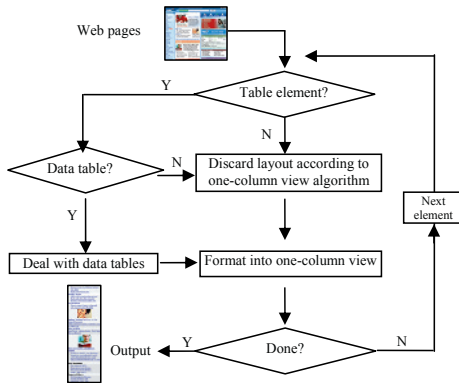 Web pages
Y
Table element?
N
Data table?
N
Discard layout according to
one-column view algorithm
Y
Next
element
Deal with data tables
Format into one-column view
Output
Y
Done?
N